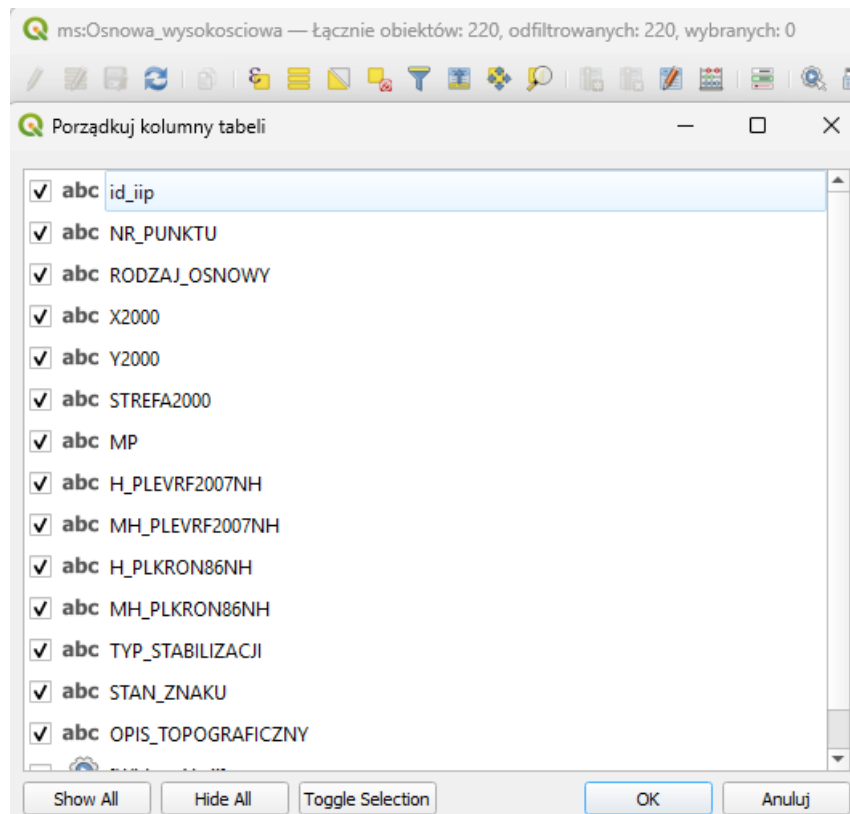 ms:Osnowa_wysokosciowa — Łącznie obiektów: 220, odfiltrowanych: 220, wybranych: 0
Porządkuj kolumny tabeli
abc id_iip
abc NR_PUNKTU
abc RODZAJ_OSNOWY
abc X2000
abc Y2000
abc STREFA2000
abc MP
abc H_PLEVRF2007NH
abc MH_PLEVRF2007NH
abc H_PLKRON86NH
abc MH_PLKRON86NH
abc TYP_STABILIZACJI
abc STAN_ZNAKU
abc OPIS_TOPOGRAFICZNY
Show All Hide All Toggle Selection OK Anuluj